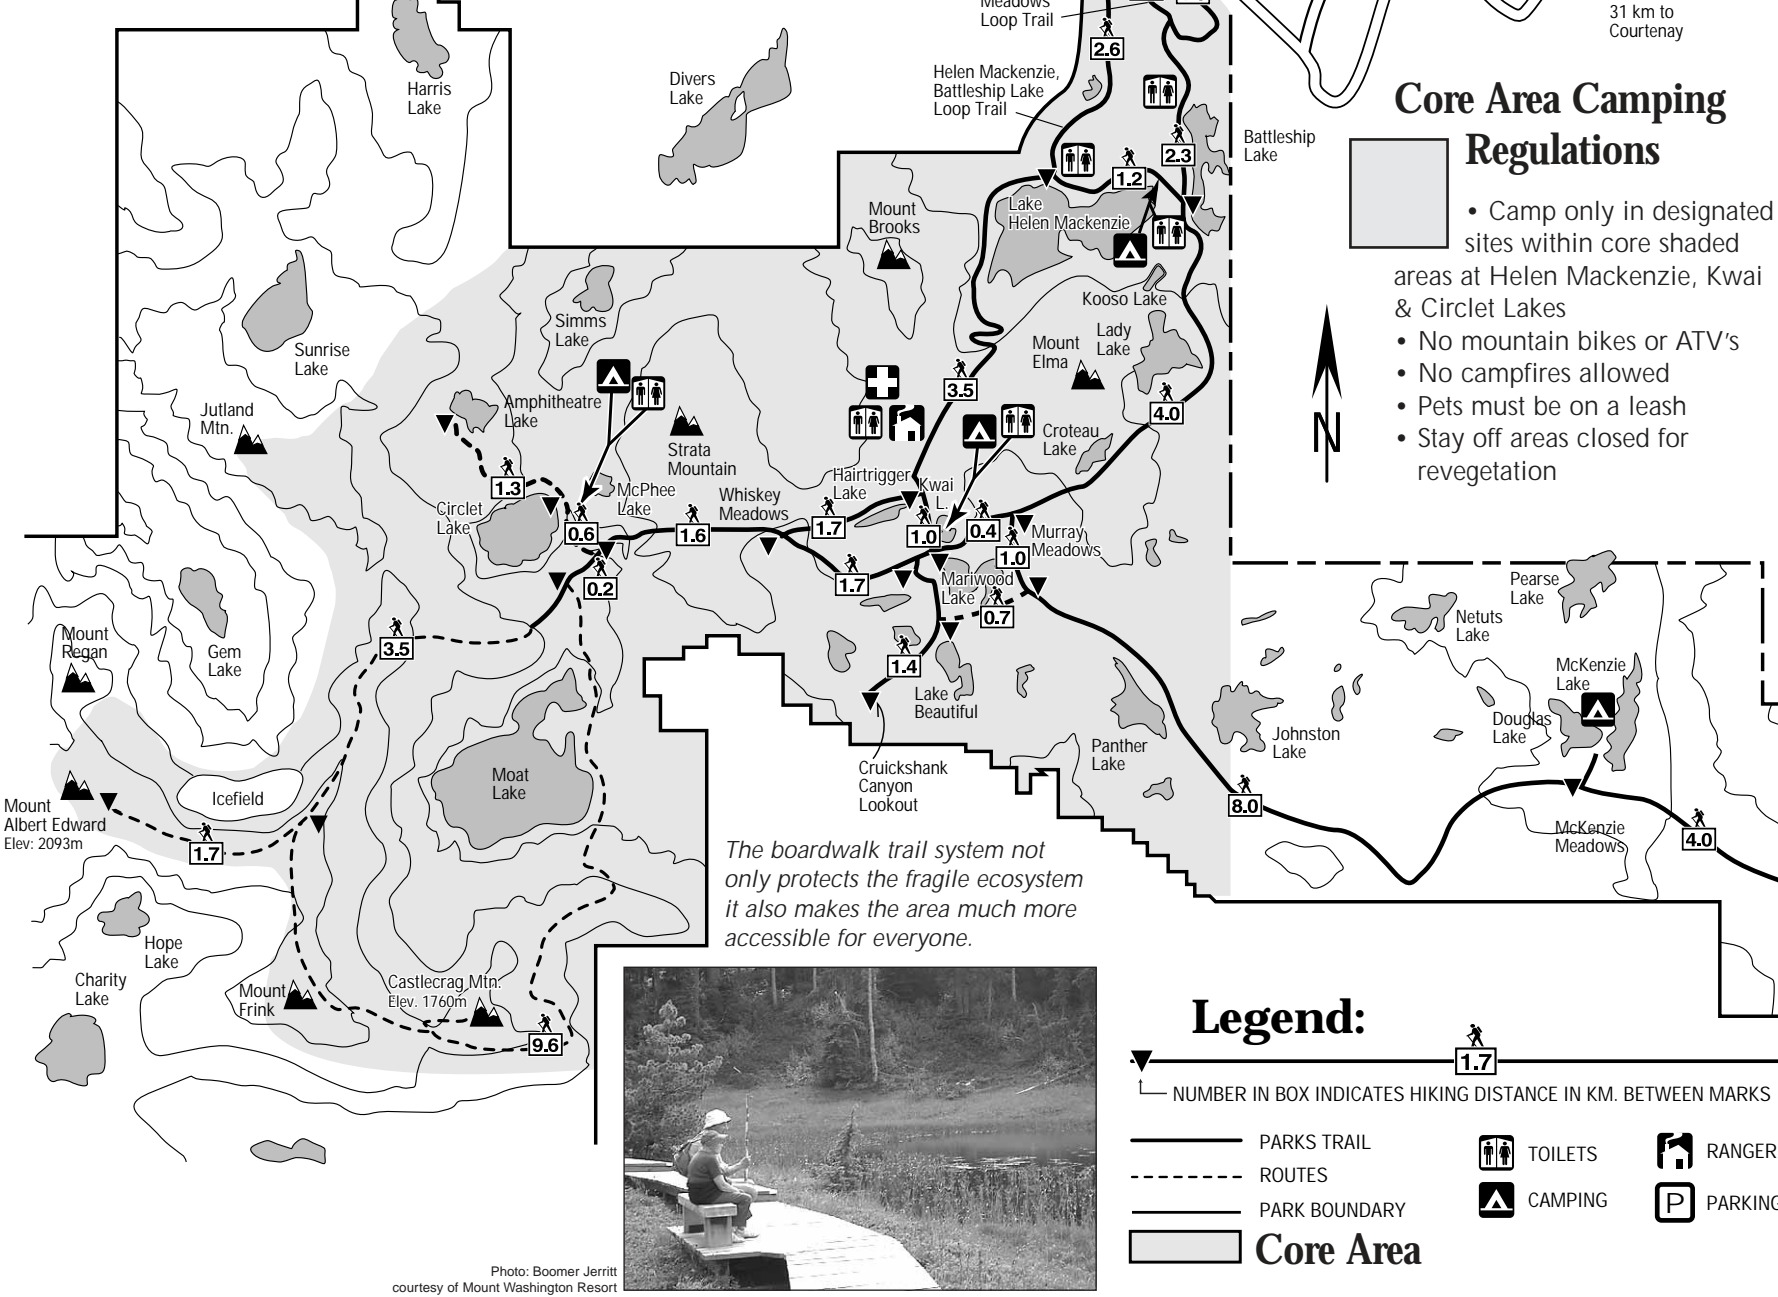 Meadows
Loop Trail
31 km to
Courtenay
2.6
Harris
Lake
Divers
Lake
Helen Mackenzie,
Battleship Lake
Loop Trail
Battleship
Lake
2.3
1.2
Core Area Camping
Regulations
• Camp only in designated
sites within core shaded
areas at Helen Mackenzie, Kwai
& Circlet Lakes
• No mountain bikes or ATV's
• No campfires allowed
• Pets must be on a leash
• Stay off areas closed for
revegetation
N
Lake
Helen Mackenzie
Mount
Brooks
Kooso Lake
Simms
Lake
Sunrise
Lake
Mount
Elma
Lady
Lake
3.5
4.0
Jutland
Mtn.
Amphitheatre
Lake
Strata
Mountain
Croteau
Lake
1.3
McPhee
Lake
Whiskey
Meadows
Hairtrigger
Lake
Kwai
L.
Circlet
Lake
0.6
1.6
1.7
1.0
0.4
Murray
Meadows
1.0
0.2
1.7
Mariwood
Lake
0.7
Pearse
Lake
Netuts
Lake
Mount
Regan
Gem
Lake
3.5
1.4
Lake
Beautiful
McKenzie
Lake
Douglas
Lake
Johnston
Lake
Panther
Lake
Cruickshank
Canyon
Lookout
Moat
Lake
Icefield
Mount
Albert Edward
Elev: 2093m
1.7
8.0
McKenzie
Meadows
4.0
The boardwalk trail system not
only protects the fragile ecosystem
it also makes the area much more
accessible for everyone.
Hope
Lake
Charity
Lake
Mount
Frink
Castlecrag Mtn.
Elev. 1760m
9.6
Legend:
1.7
NUMBER IN BOX INDICATES HIKING DISTANCE IN KM. BETWEEN MARKS
PARKS TRAIL
TOILETS
RANGER
ROUTES
CAMPING
P
PARKING
PARK BOUNDARY
Core Area
Photo: Boomer Jerritt
courtesy of Mount Washington Resort